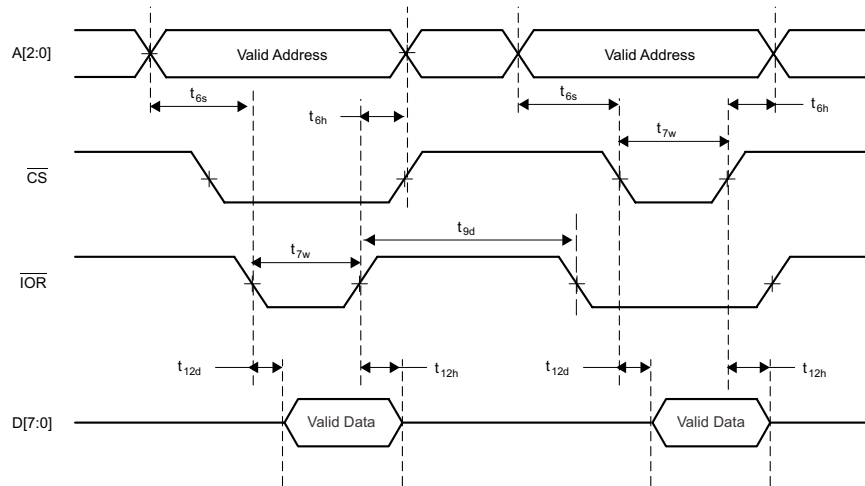 A[2:0]
Valid Address
Valid Address
t6s
t6h
t6s
t6h
t7w
CS
t9d
t7w
IOR
t12d
t12h
t12d
t12h
D[7:0]
Valid Data
Valid Data